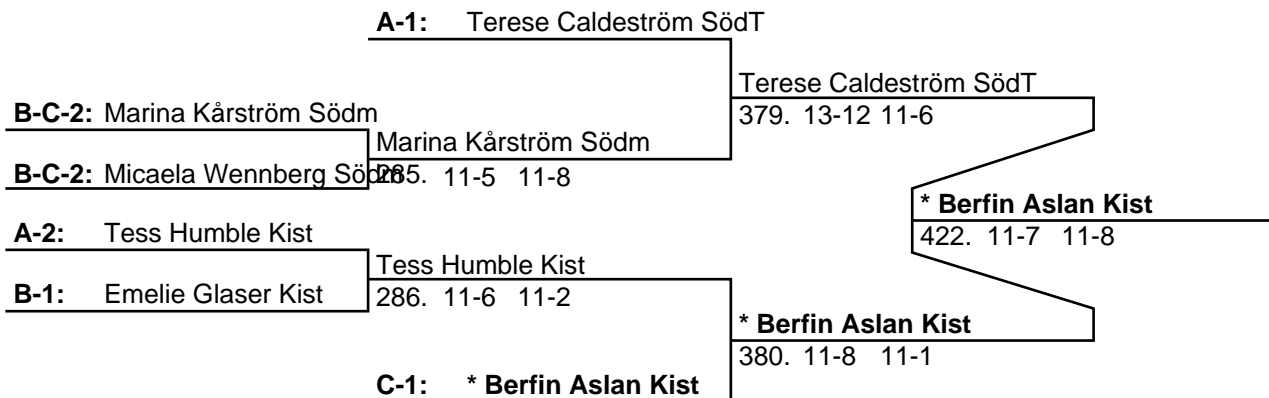 A-1: Terese Caldeström SödT
Terese Caldeström SödT
379. 13-12 11-6
B-C-2: Marina Kårström Södm
Marina Kårström Södm
B-C-2: Micaela Wennberg Södm
285. 11-5 11-8
* Berfin Aslan Kist
422. 11-7 11-8
A-2: Tess Humble Kist
Tess Humble Kist
B-1: Emelie Glaser Kist
286. 11-6 11-2
* Berfin Aslan Kist
380. 11-8 11-1
C-1: * Berfin Aslan Kist